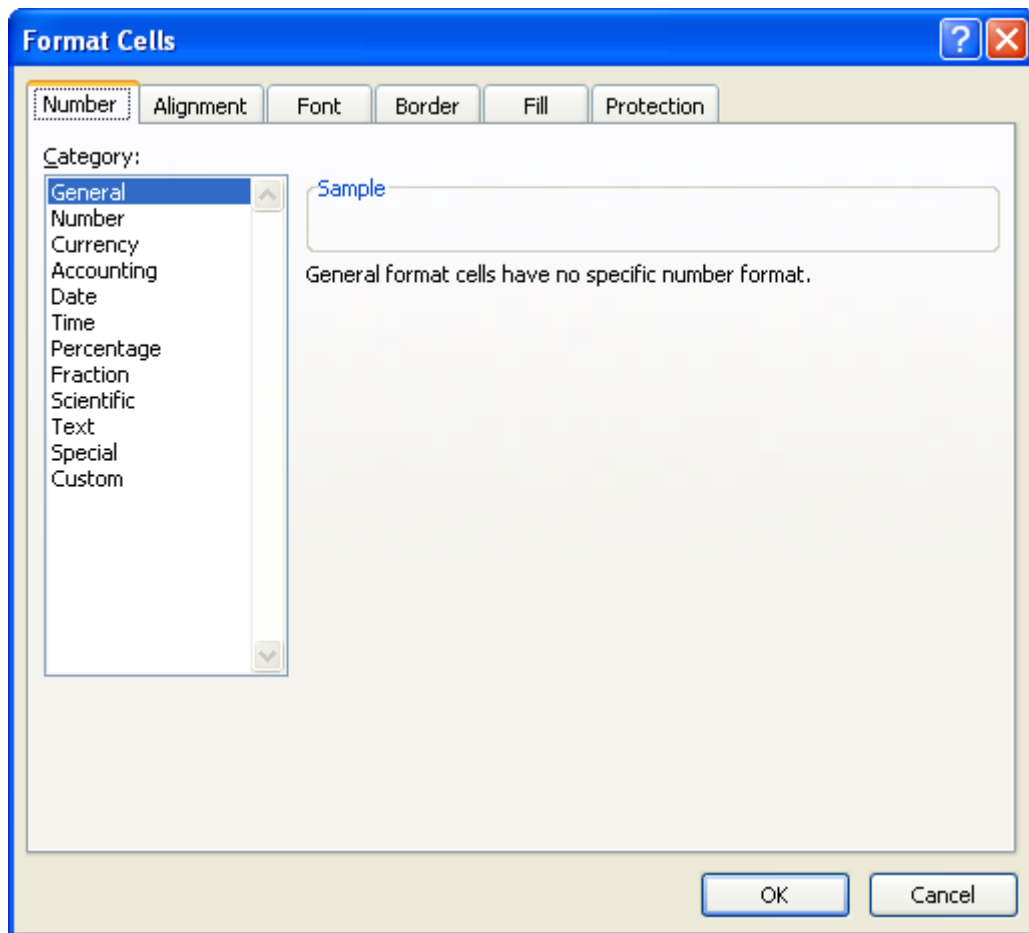 Format Cells
Number Alignment Font Border Fill Protection
Category:
General
Number
Currency
Accounting
Date
Time
Percentage
Fraction
Scientific
Text
Special
Custom
Sample
General format cells have no specific number format.
OK Cancel